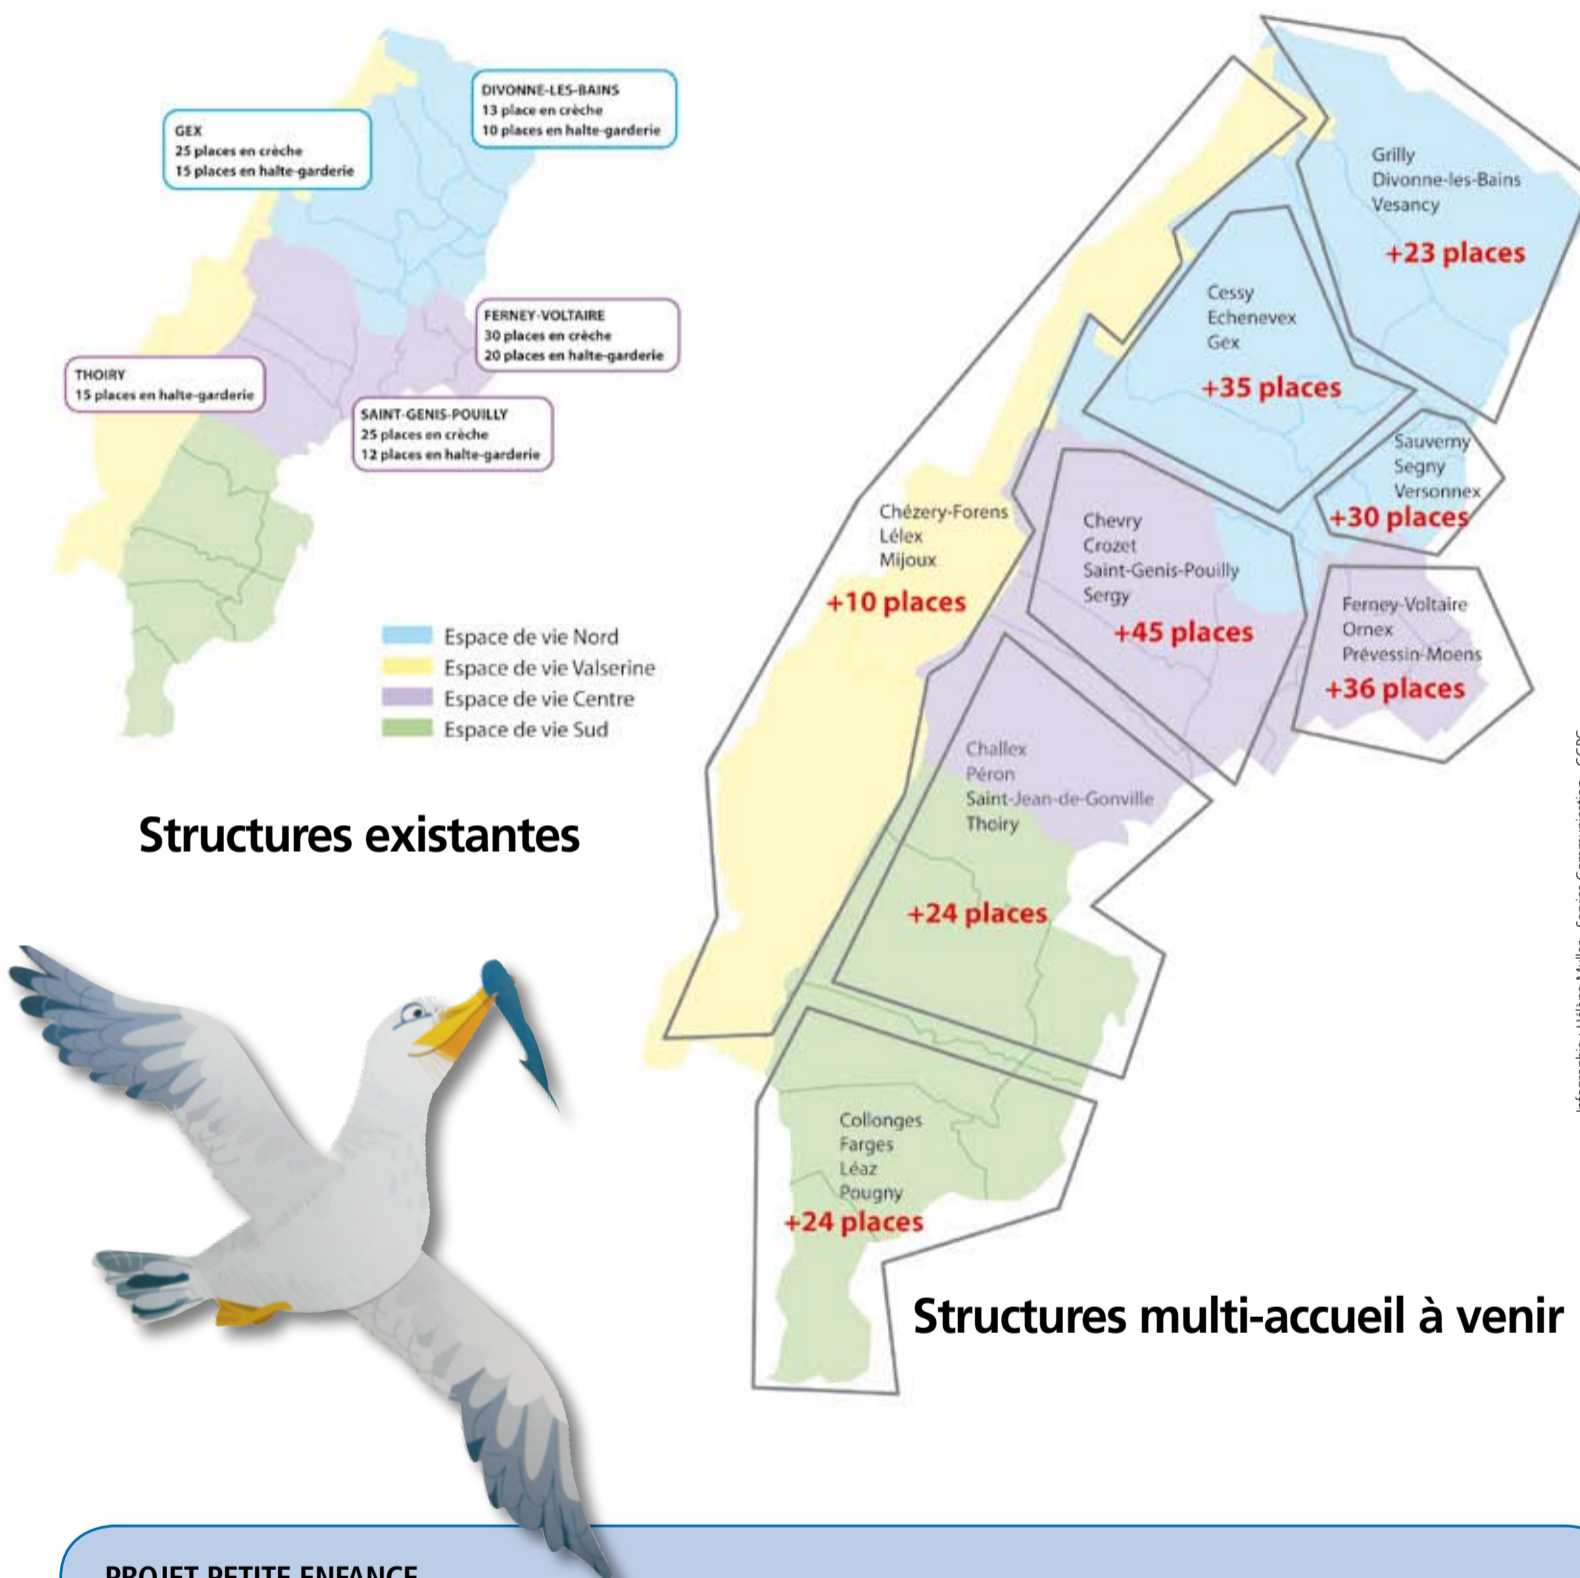 DIVONNE-LES-BAINS
13 place en crèche
10 places en halte-garderie
GEX
25 places en crèche
15 places en halte-garderie
FERNEY-VOLTAIRE
30 places en crèche
20 places en halte-garderie
THOIRY
15 places en halte-garderie
SAINT-GENIS-POUILLY
25 places en crèche
12 places en halte-garderie
Espace de vie Nord
Espace de vie Valserine
Espace de vie Centre
Espace de vie Sud
Structures existantes
Grilly
Divonne-les-Bains
Vesancy
+23 places
Cessy
Echenevex
Gex
+35 places
Sauverny
Segny
Versonnex
+30 places
Chézery-Forens
Lélex
Mijoux
+10 places
Chevry
Crozet
Saint-Genis-Pouilly
Sergy
+45 places
Ferney-Voltaire
Ornex
Prévessin-Moens
+36 places
Challex
Péron
Saint-Jean-de-Gonville
Thoiry
+24 places
Collonges
Farges
Léaz
Pougny
+24 places
Structures multi-accueil à venir
PROJET PETITE ENFANCE